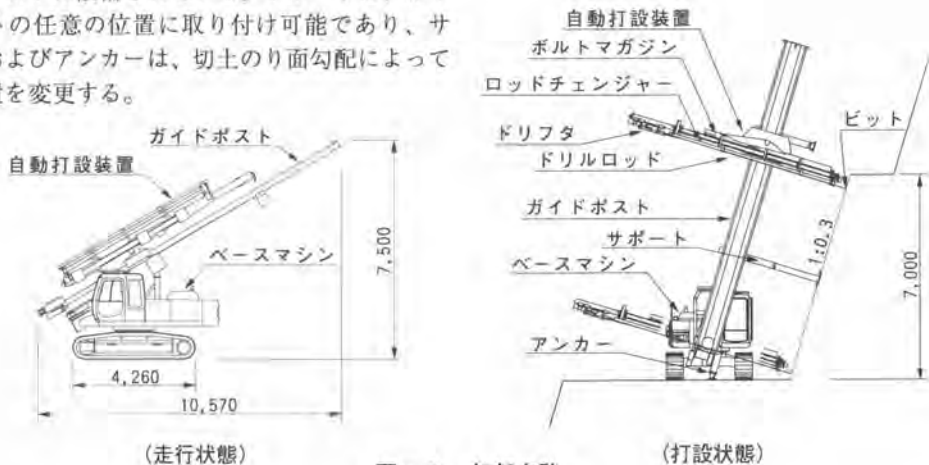 の任意の位置に取り付け可能であり、サ
およびアンカーは、切土のり面勾配によって
を変更する。
ガイドポスト
自動打設装置
ベースマシン
7,500
4,260
10,570
(走行状態)
自動打設装置
ボルトマガジン
ロッドチェンジャー
ドリフタ
ドリルロッド
ビット
ガイドポスト
サポート
ベースマシン
アンカー
1:0.3
7,000
(打設状態)